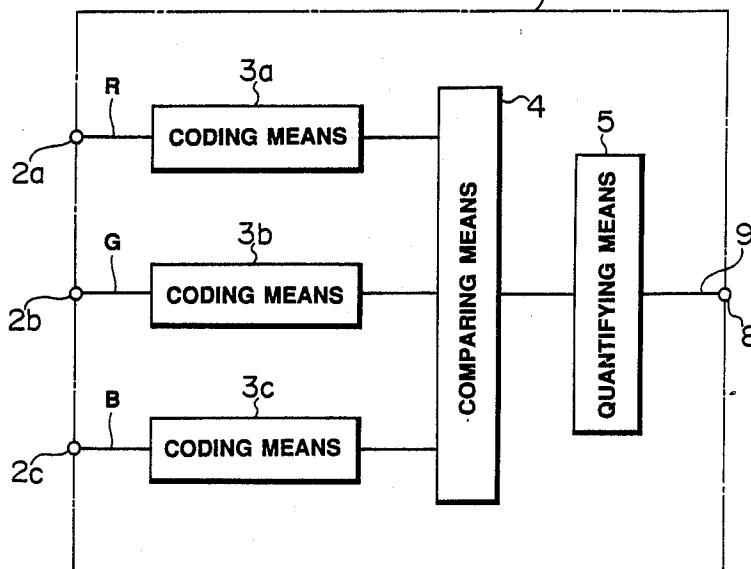 3a
R
CODING MEANS
2a
4
5
3b
G
CODING MEANS
2b
COMPARING MEANS
QUANTIFYING MEANS
9
8
3c
B
CODING MEANS
2c